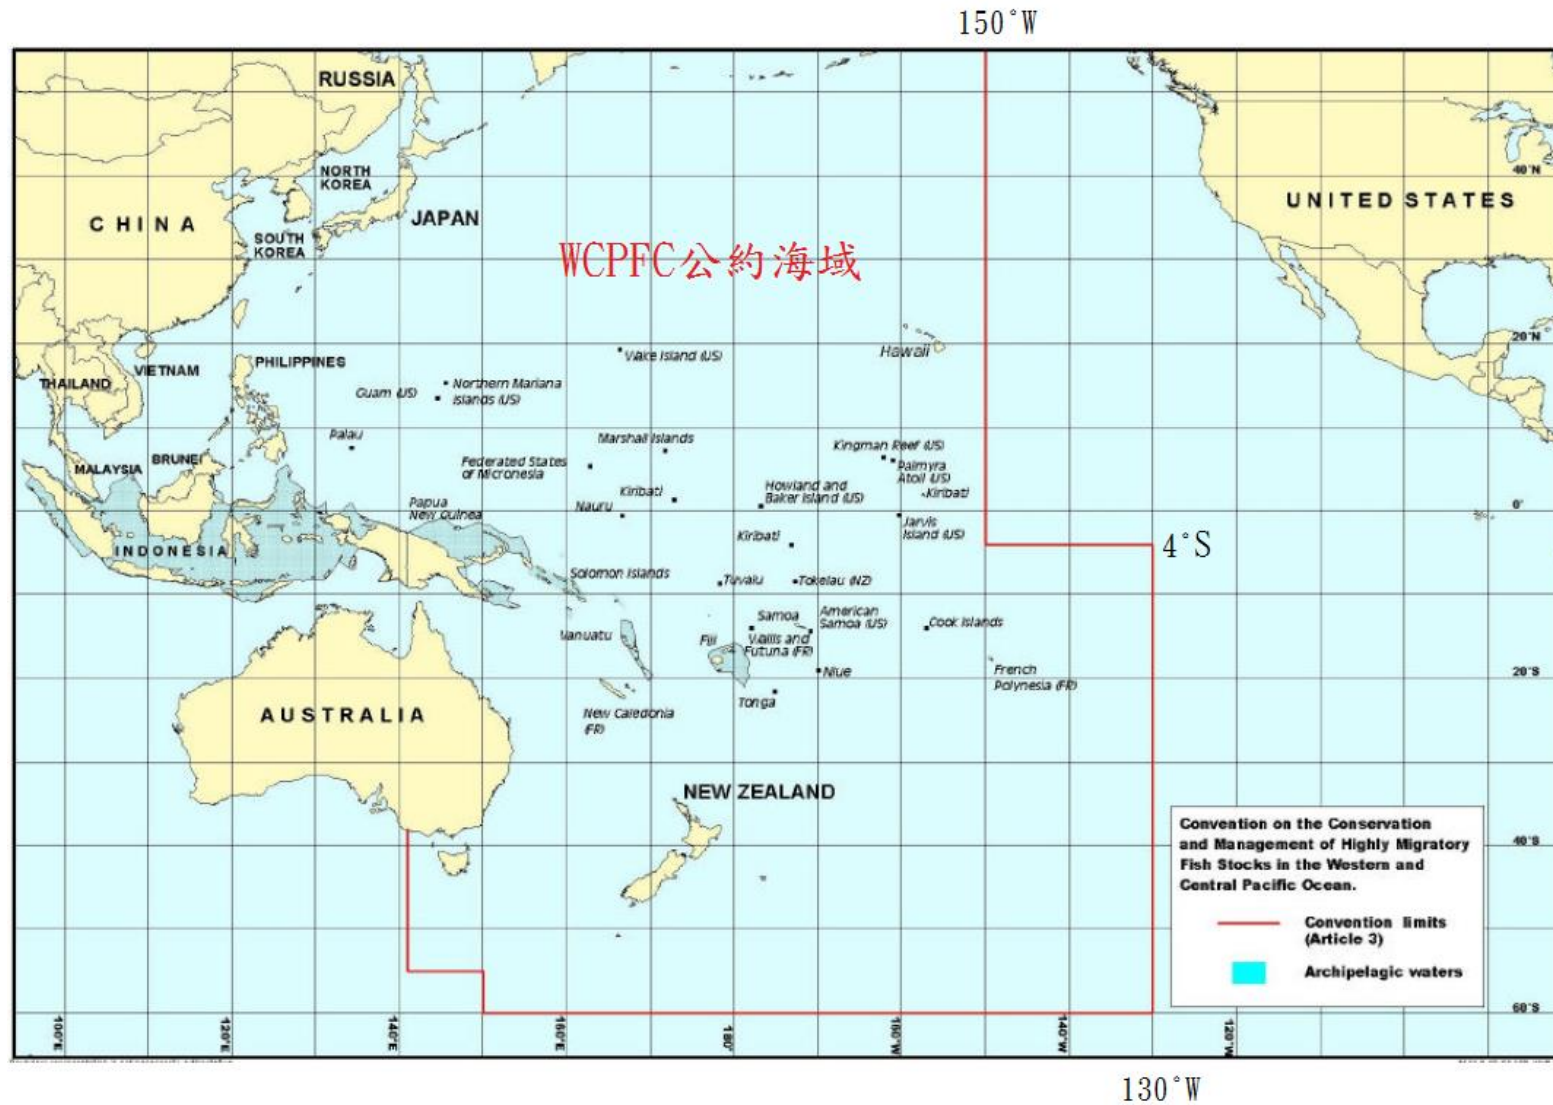 150°W
RUSSIA
NORTH
KOREA
CHINA
JAPAN
SOUTH
KOREA
40°N
UNITED STATES
WCPFC公約海域
20°N
Hawaii
Wake Island (US)
VIETNAM
PHILIPPINES
THAILAND
Guam (US)
Northern Mariana
Islands (US)
Palau
Marshall Islands
Kingman Reef (US)
MALAYSIA
BRUNEI
Federated States
of Micronesia
Palmyra
Atoll (US)
Howland and
Baker Island (US)
Kiribati
Kiribati
Papua
New Guinea
Nauru
0°
Jarvis
Island (US)
Kiribati
4°S
INDONESIA
Solomon Islands
Tuvalu
Tokelau (NZ)
Samoa
American
Samoa (US)
Cook Islands
Vanuatu
Fiji
Wallis and
Futuna (FR)
Niue
French
Polynesia (FR)
20°S
Tonga
New Caledonia
(FR)
AUSTRALIA
NEW ZEALAND
Convention on the Conservation
and Management of Highly Migratory
Fish Stocks in the Western and
Central Pacific Ocean.
40°S
Convention limits
(Article 3)
Archipelagic waters
60°S
100°E
120°E
140°E
160°E
180°
160°W
140°W
120°W
130°W